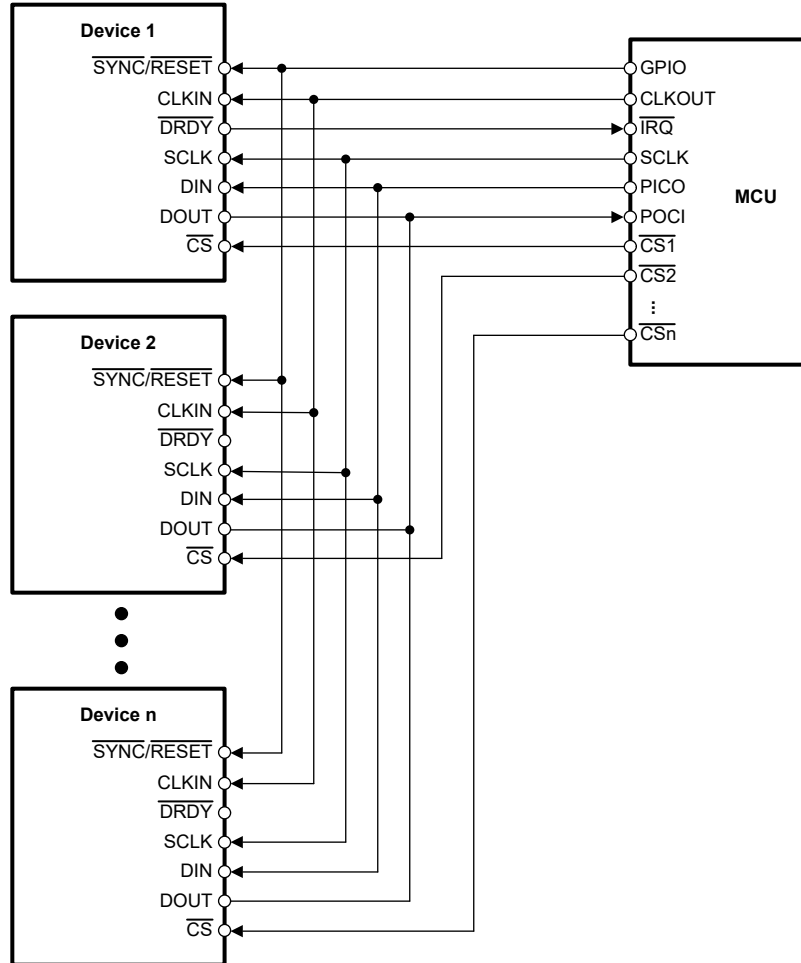 Device 1
SYNC/RESET
CLKIN
DRDY
SCLK
DIN
DOUT
CS
GPIO
CLKOUT
IRQ
SCLK
PICO
POCI
CS1
CS2
...
CSn
MCU
Device 2
SYNC/RESET
CLKIN
DRDY
SCLK
DIN
DOUT
CS
Device n
SYNC/RESET
CLKIN
DRDY
SCLK
DIN
DOUT
CS